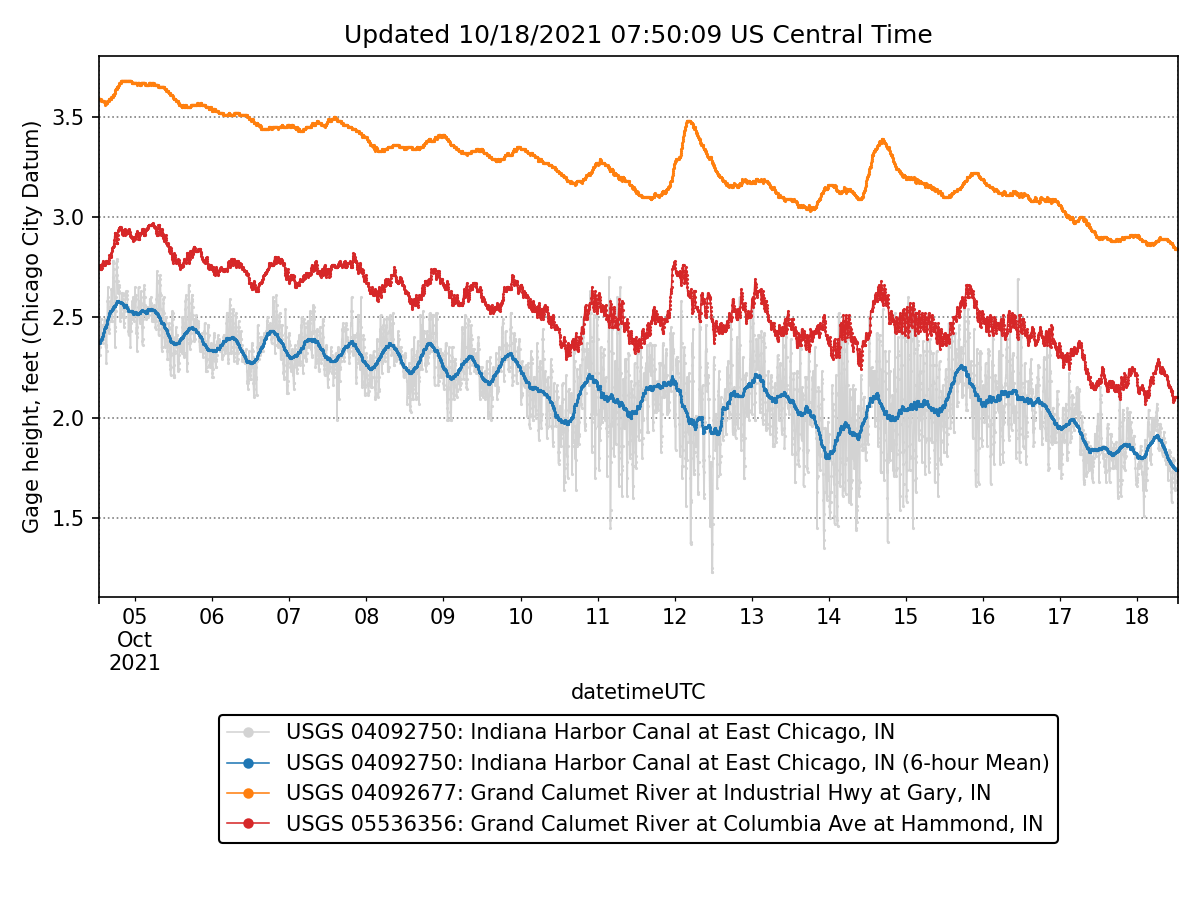 Updated 10/18/2021 07:50:09 US Central Time
Gage height, feet (Chicago City Datum)
3.5
3.0
2.5
2.0
1.5
05 06 07 08 09 10 11 12 13 14 15 16 17 18
Oct
2021
datetimeUTC
USGS 04092750: Indiana Harbor Canal at East Chicago, IN
USGS 04092750: Indiana Harbor Canal at East Chicago, IN (6-hour Mean)
USGS 04092677: Grand Calumet River at Industrial Hwy at Gary, IN
USGS 05536356: Grand Calumet River at Columbia Ave at Hammond, IN